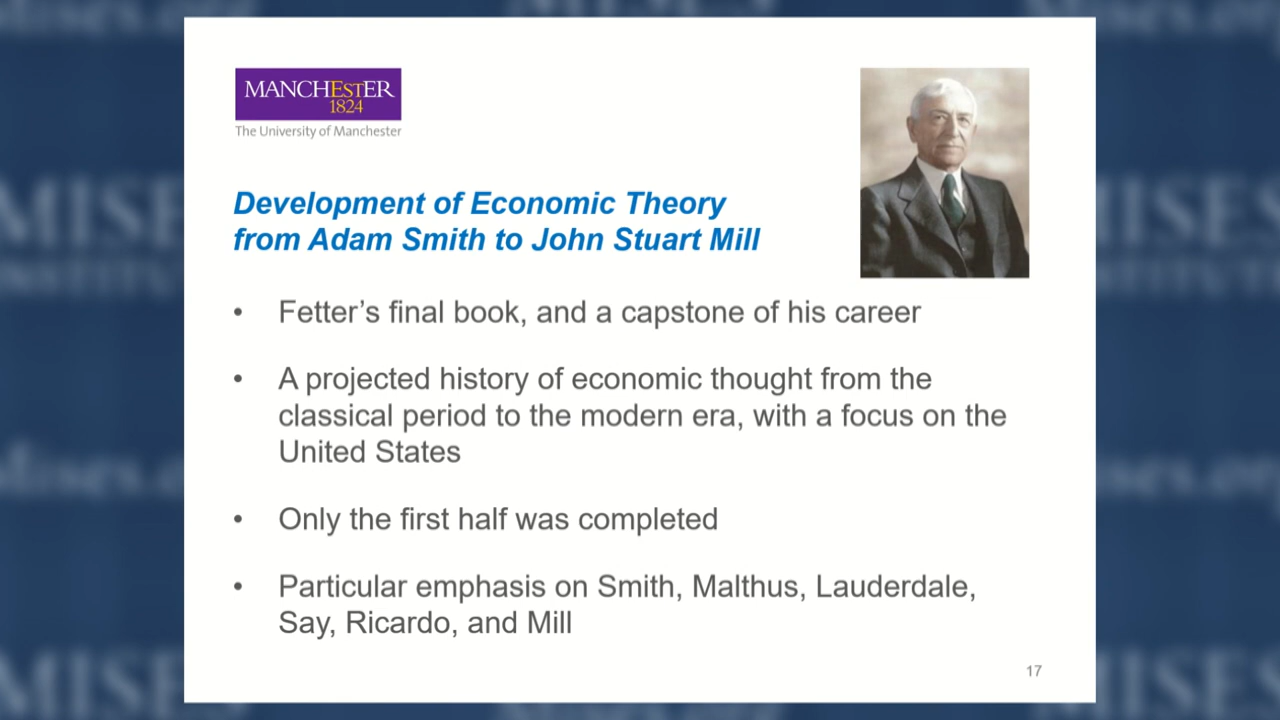 MANCHEstER
1824
The University of Manchester
Development of Economic Theory
from Adam Smith to John Stuart Mill
• Fetter’s final book, and a capstone of his career
• A projected history of economic thought from the
classical period to the modern era, with a focus on the
United States
• Only the first half was completed
• Particular emphasis on Smith, Malthus, Lauderdale,
Say, Ricardo, and Mill
17